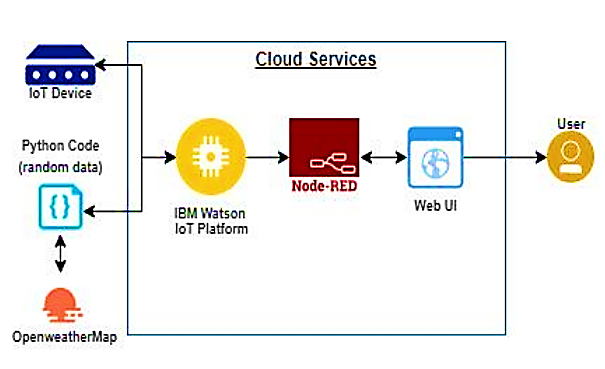 Cloud Services
IoT Device
Python Code
(random data)
{}
OpenweatherMap
IBM Watson
IoT Platform
Node-RED
Web UI
User